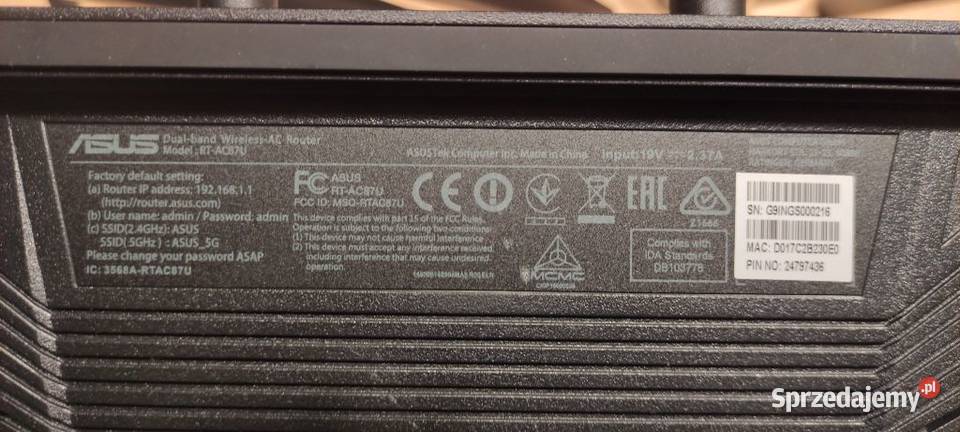 ASUS Dual-band Wireless-AC Router
Model: RT-AC87U
ASUSTek Computer Inc. Made in China
Input: 19V 2.37A
Factory default setting:
(a) Router IP address: 192.168.1.1
(http://router.asus.com)
(b) User name: admin / Password: admin
(c) SSID(2.4GHz): ASUS
SSID(5GHz) : ASUS_5G
Please change your password ASAP
IC: 3568A-RTAC87U
FC ASUS
RT-AC87U
FCC ID: MSQ-RTAC87U
This device complies with part 15 of the FCC Rules.
Operation is subject to the following two conditions:
(1) This device may not cause harmful interference
(2) This device must accept any interference received
including interference that may cause undesired
operation.
CE
EAC
MCMC
Complies with
IDA Standards
DB103778
SN: G9INGS000216
MAC: D017C2B230E0
PIN NO: 24797436
Sprzedajemy.pl